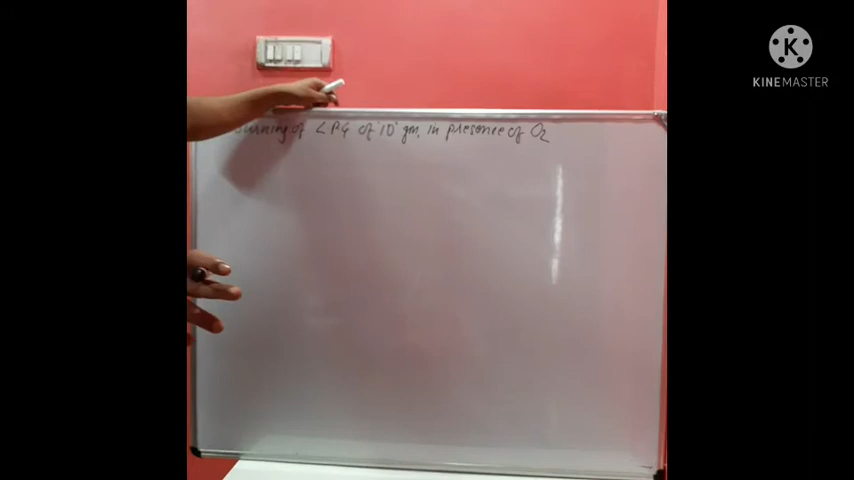 Burning of LPG of 10 gm, in presence of O2
K
KINEMASTER